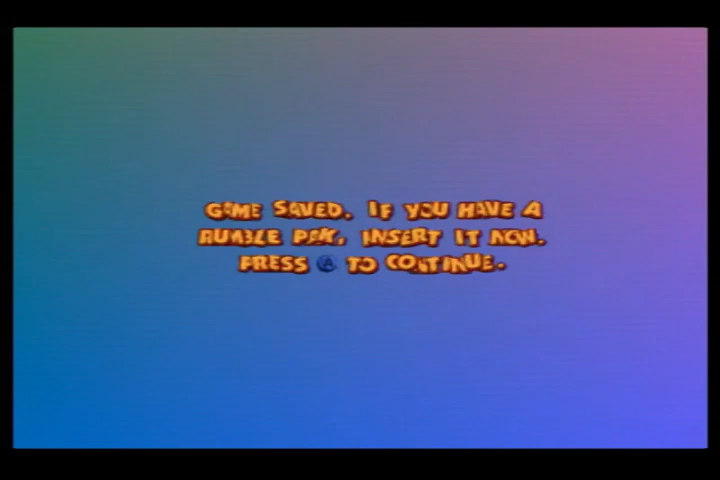 GAME SAVED. IF YOU HAVE A
RUMBLE PAK, INSERT IT NOW.
PRESS A TO CONTINUE.